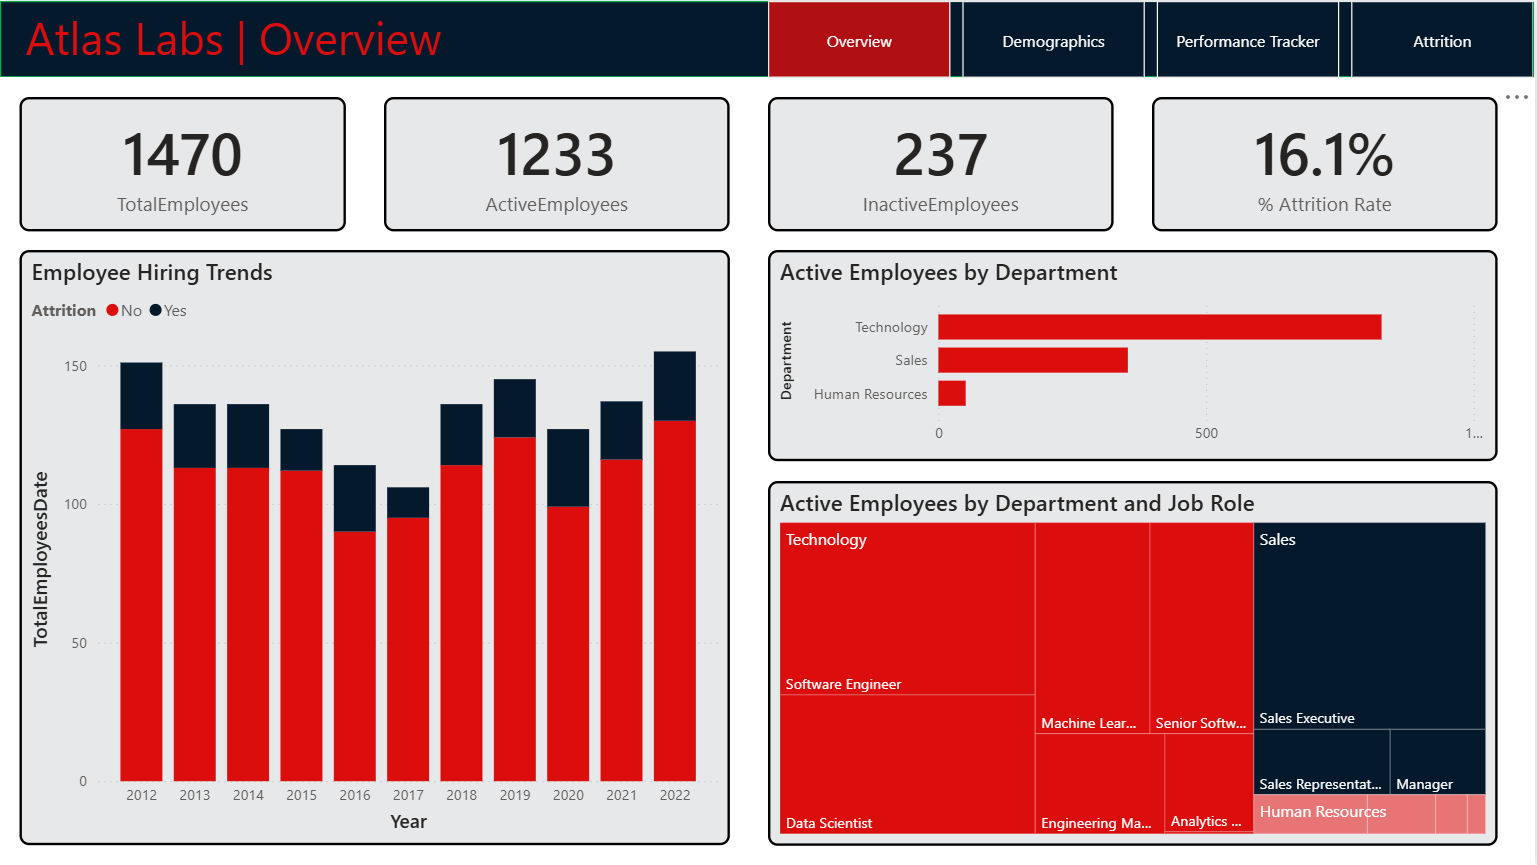 Atlas Labs | Overview
Overview
Demographics
Performance Tracker
Attrition
1470
TotalEmployees
1233
ActiveEmployees
237
InactiveEmployees
16.1%
% Attrition Rate
Employee Hiring Trends
Attrition No Yes
TotalEmployeesDate
150
100
50
0
2012 2013 2014 2015 2016 2017 2018 2019 2020 2021 2022
Year
Active Employees by Department
Department
Technology
Sales
Human Resources
0 500 1...
Active Employees by Department and Job Role
Technology
Software Engineer
Data Scientist
Machine Lear...
Senior Softw...
Engineering Ma...
Analytics ...
Sales
Sales Executive
Sales Representat...
Manager
Human Resources